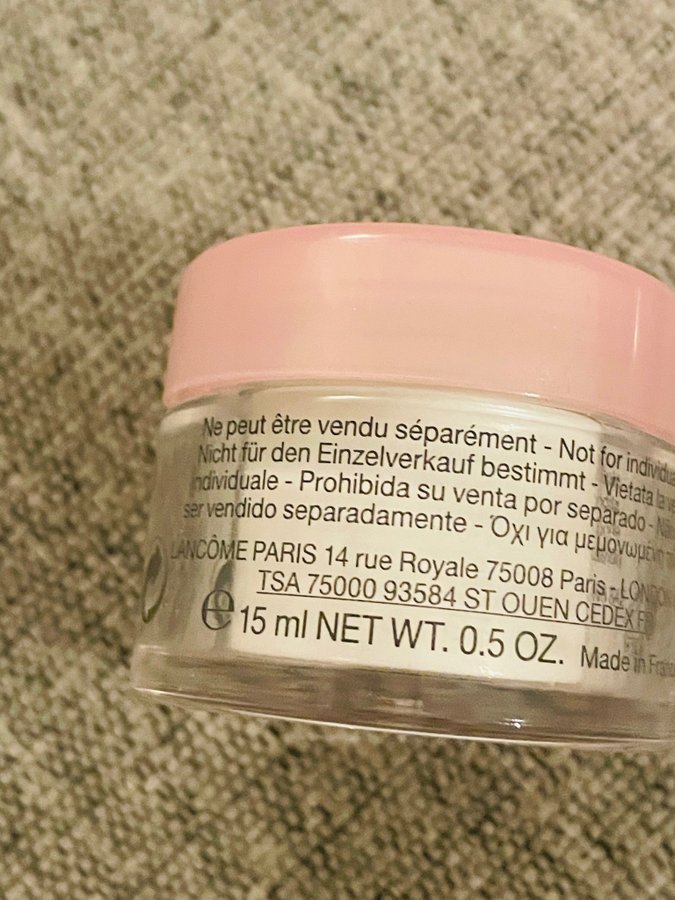 Ne peut être vendu séparément - Not for individua
Nicht für den Einzelverkauf bestimmt - Vietata la
individuale - Prohibida su venta por separado -
ser vendido separadamente - Όχι για μεμονωμένη
LANCÔME PARIS 14 rue Royale 75008 Paris - LONDON
TSA 75000 93584 ST OUEN CEDEX
e 15 ml NET WT. 0.5 OZ. Made in France